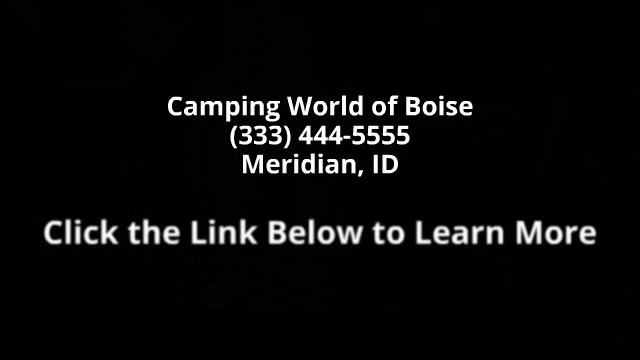 Camping World of Boise
(333) 444-5555
Meridian, ID
Click the Link Below to Learn More